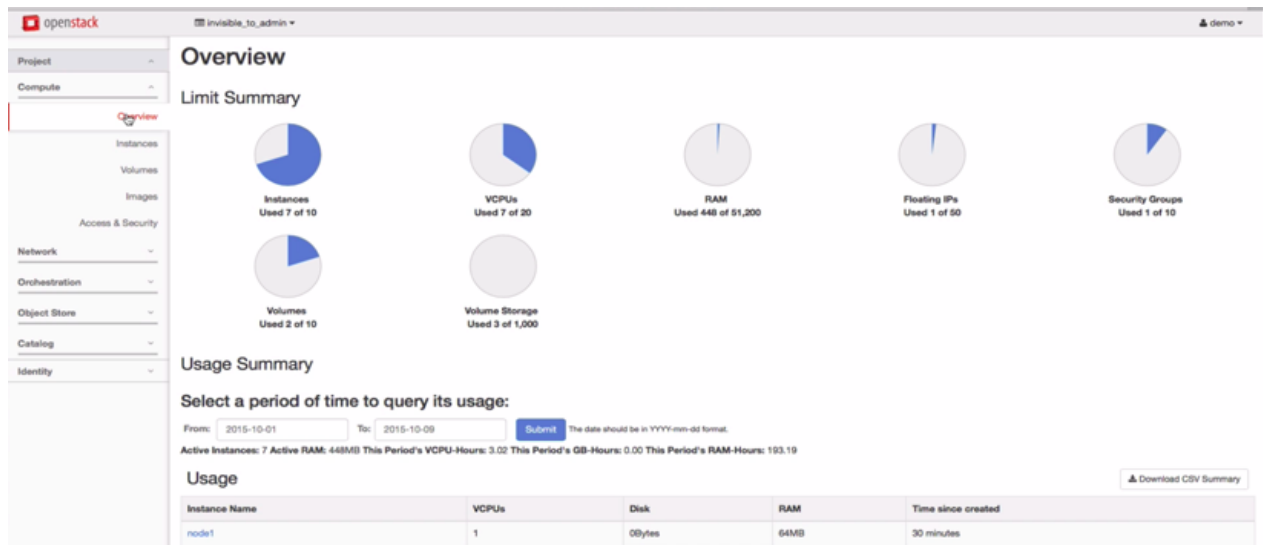 openstack
invisible_to_admin
demo
Project
Compute
Overview
Instances
Volumes
Images
Access & Security
Network
Orchestration
Object Store
Catalog
Identity
Overview
Limit Summary
Instances
Used 7 of 10
VCPUs
Used 7 of 20
RAM
Used 448 of 51,200
Floating IPs
Used 1 of 50
Security Groups
Used 1 of 10
Volumes
Used 2 of 10
Volume Storage
Used 3 of 1,000
Usage Summary
Select a period of time to query its usage:
From: 2015-10-01 To: 2015-10-09 Submit The date should be in YYYY-mm-dd format.
Active Instances: 7 Active RAM: 448MB This Period's VCPU-Hours: 3.02 This Period's GB-Hours: 0.00 This Period's RAM-Hours: 193.19
Usage
Download CSV Summary
Instance Name VCPUs Disk RAM Time since created
node1 1 0Bytes 64MB 30 minutes